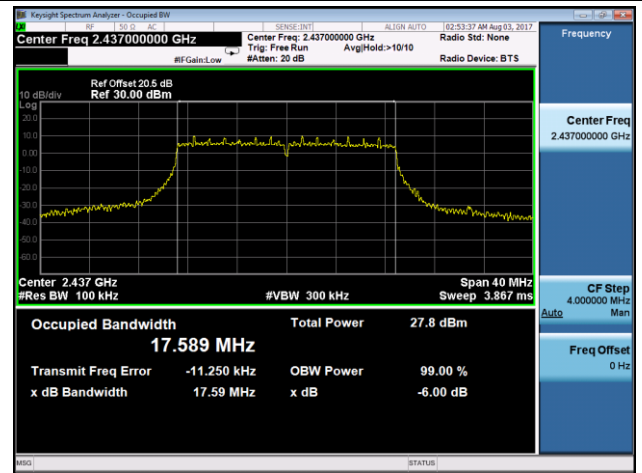 Keysight Spectrum Analyzer - Occupied BW
RF 50 Ω AC SENSE:INT ALIGN AUTO 02:53:37 AM Aug 03, 2017
Center Freq 2.437000000 GHz
Center Freq: 2.437000000 GHz
Radio Std: None
Trig: Free Run Avg|Hold:>10/10
#IFGain:Low
#Atten: 20 dB
Radio Device: BTS
Frequency
Ref Offset 20.5 dB
10 dB/div Ref 30.00 dBm
Log
20.0
10.0
0.00
-10.0
-20.0
-30.0
-40.0
-50.0
-60.0
Center Freq
2.437000000 GHz
Center 2.437 GHz Span 40 MHz
#Res BW 100 kHz #VBW 300 kHz Sweep 3.867 ms
CF Step
4.000000 MHz
Auto Man
Occupied Bandwidth Total Power 27.8 dBm
17.589 MHz
Transmit Freq Error -11.250 kHz OBW Power 99.00 %
x dB Bandwidth 17.59 MHz x dB -6.00 dB
Freq Offset
0 Hz
MSG STATUS